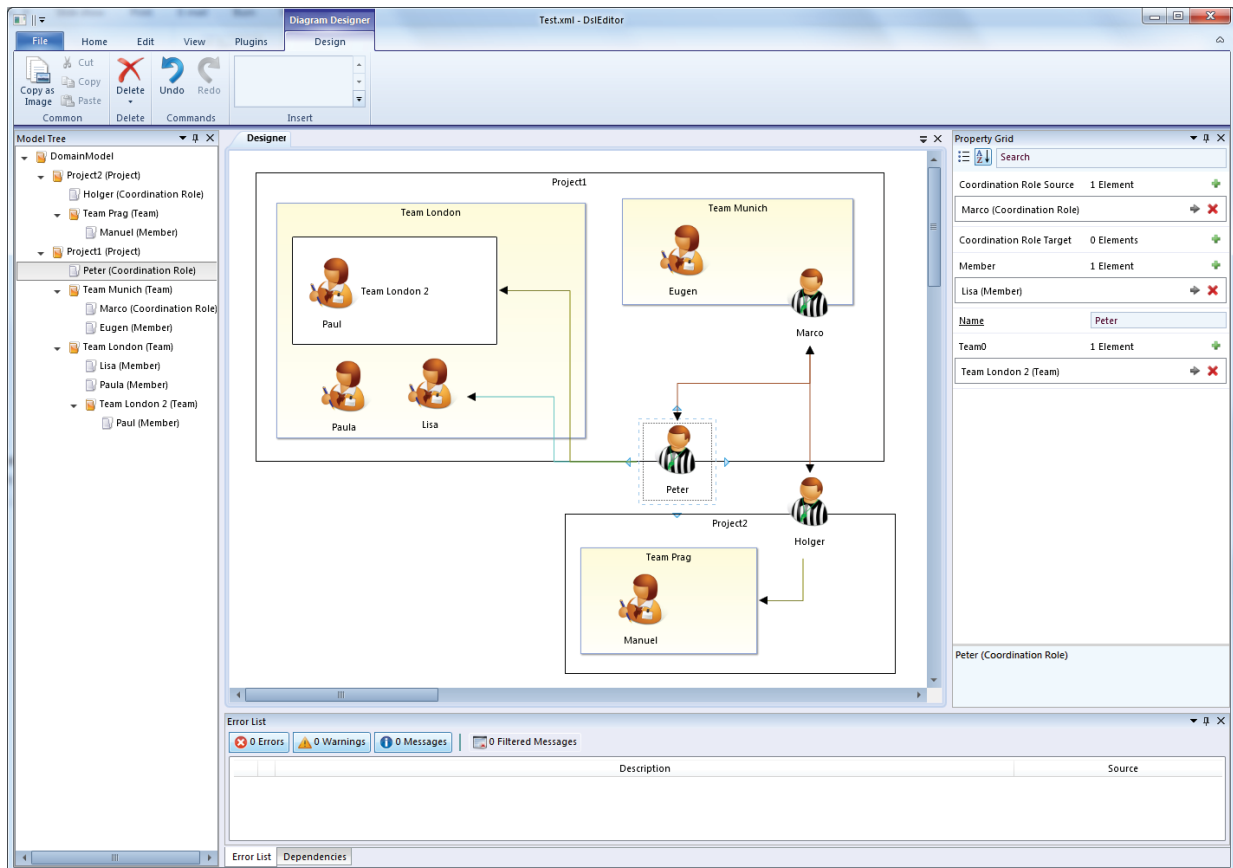 Diagram Designer
Test.xml - DslEditor
File
Home
Edit
View
Plugins
Design
Copy as
Image
Cut
Copy
Paste
Delete
Undo
Redo
Common
Delete
Commands
Insert
Model Tree
DomainModel
Project2 (Project)
Holger (Coordination Role)
Team Prag (Team)
Manuel (Member)
Project1 (Project)
Peter (Coordination Role)
Team Munich (Team)
Marco (Coordination Role)
Eugen (Member)
Team London (Team)
Lisa (Member)
Paula (Member)
Team London 2 (Team)
Paul (Member)
Designer
Project1
Team London
Team London 2
Paul
Paula
Lisa
Team Munich
Eugen
Marco
Peter
Project2
Holger
Team Prag
Manuel
Property Grid
Search
Coordination Role Source 1 Element
Marco (Coordination Role)
Coordination Role Target 0 Elements
Member 1 Element
Lisa (Member)
Name Peter
Team0 1 Element
Team London 2 (Team)
Peter (Coordination Role)
Error List
0 Errors
0 Warnings
0 Messages
0 Filtered Messages
Description
Source
Error List
Dependencies